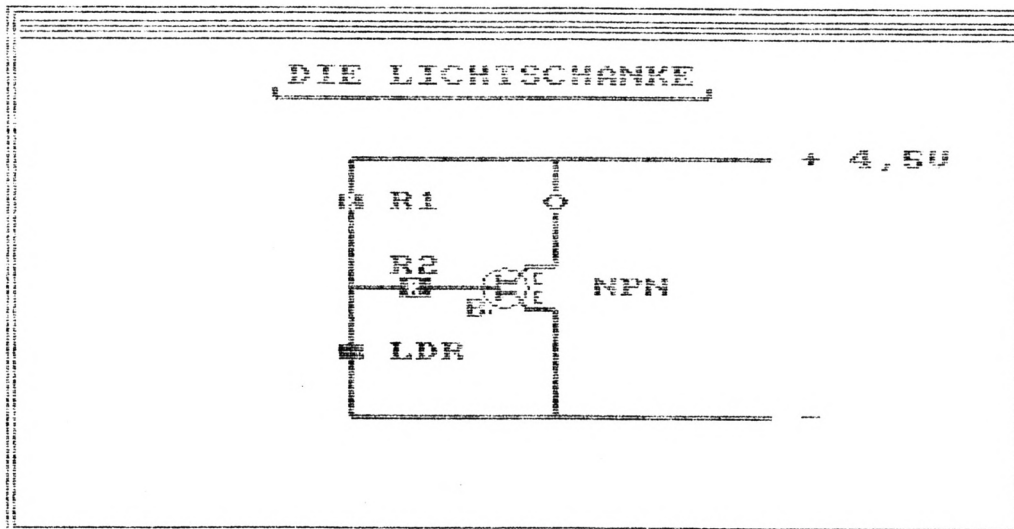 DIE LICHTSCHANKE
+ 4,5V
R1
R2
NPN
B
C
E
LDR
-